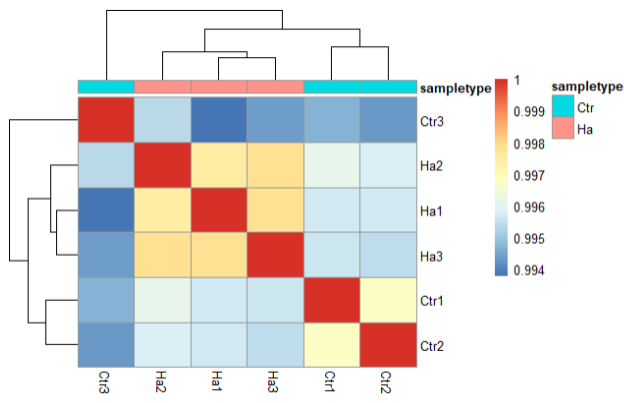 sampletype
1
0.999
0.998
0.997
0.996
0.995
0.994
sampletype
Ctr
Ha
Ctr3
Ha2
Ha1
Ha3
Ctr1
Ctr2
Ctr3 Ha2 Ha1 Ha3 Ctr1 Ctr2